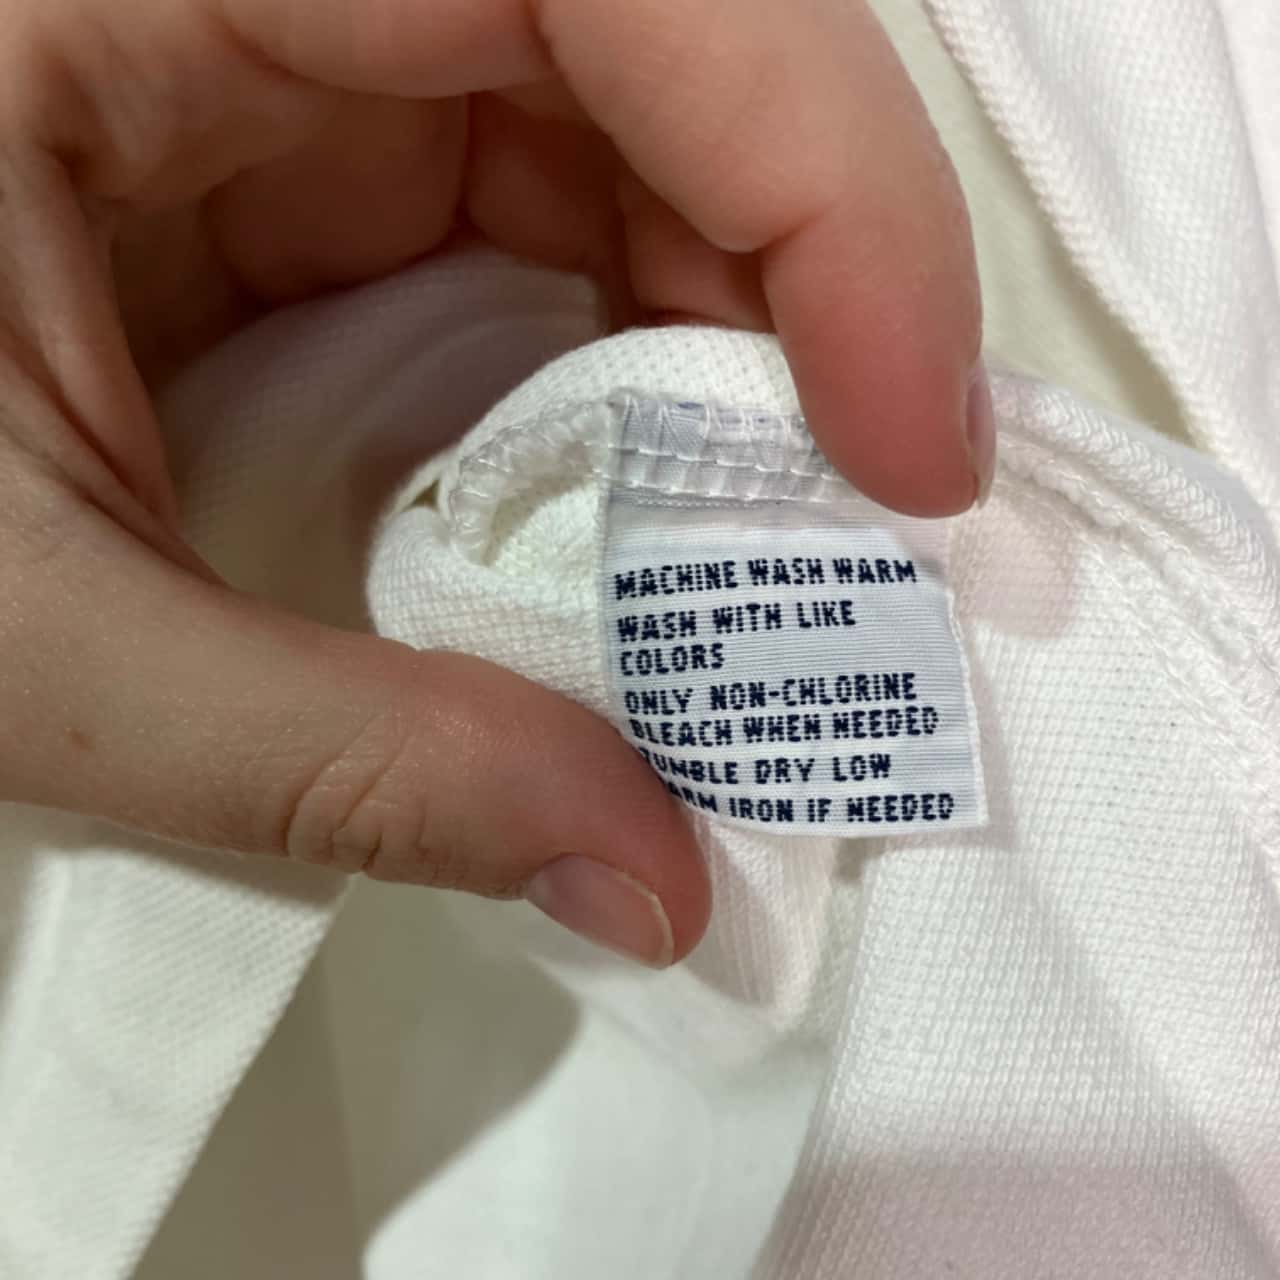 MACHINE WASH WARM
WASH WITH LIKE
COLORS
ONLY NON-CHLORINE
BLEACH WHEN NEEDED
TUMBLE DRY LOW
WARM IRON IF NEEDED